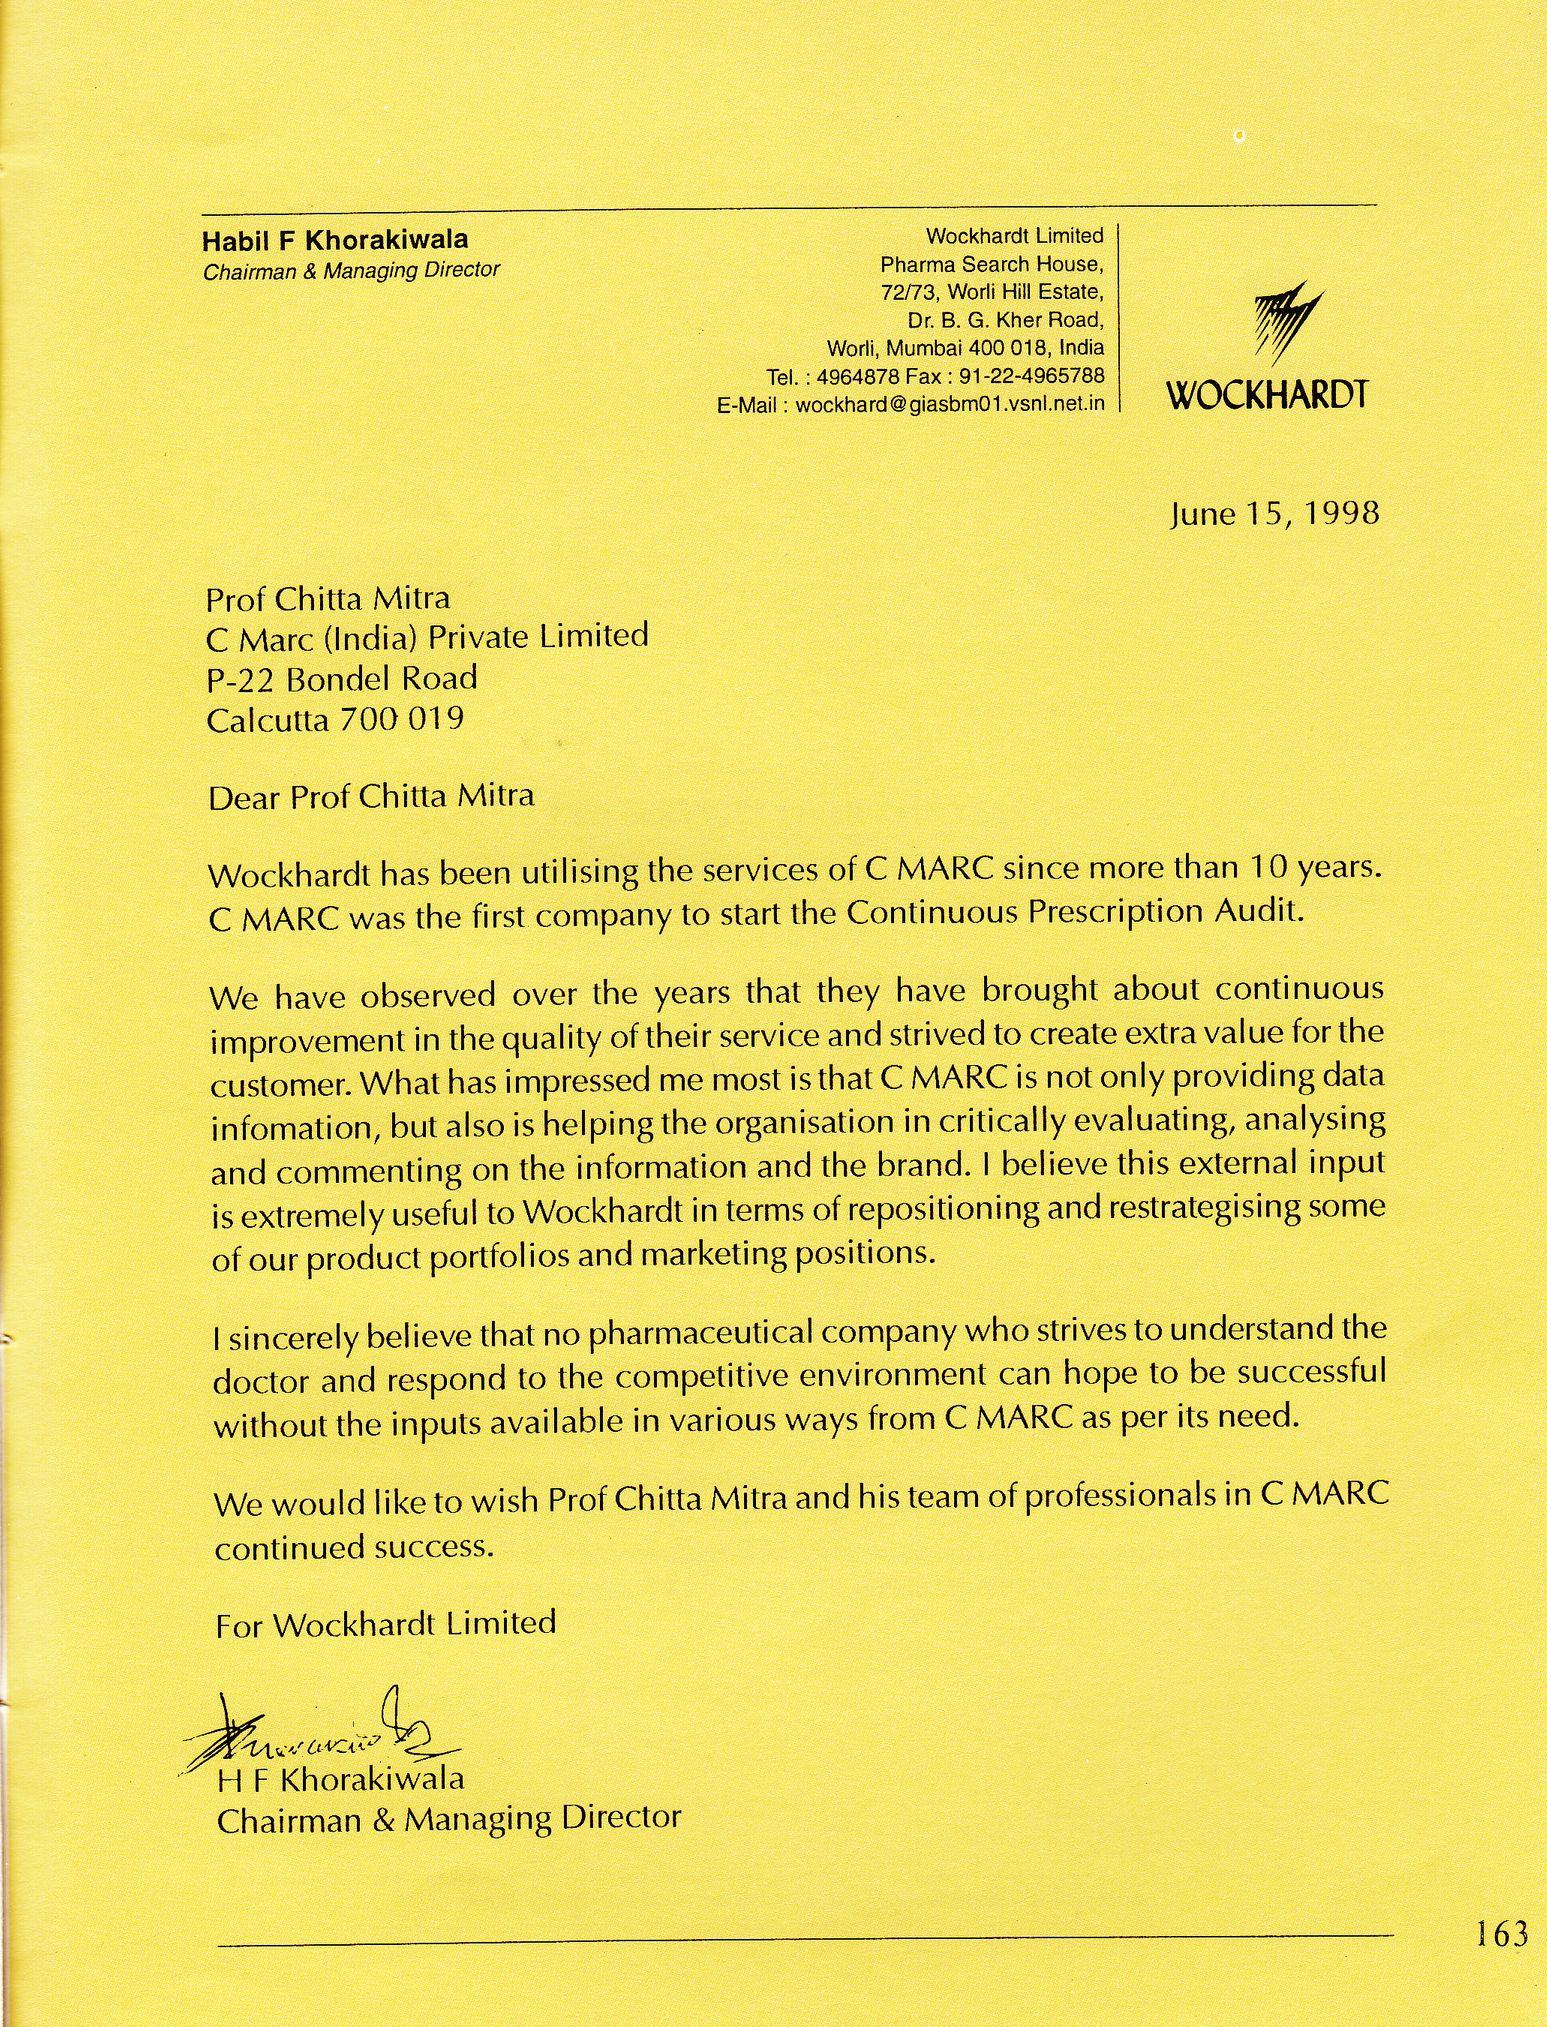 Habil F Khorakiwala
Chairman & Managing Director
Wockhardt Limited
Pharma Search House,
72/73, Worli Hill Estate,
Dr. B. G. Kher Road,
Worli, Mumbai 400 018, India
Tel. : 4964878 Fax : 91-22-4965788
E-Mail : wockhard@giasbm01.vsnl.net.in
WOCKHARDT
June 15, 1998
Prof Chitta Mitra
C Marc (India) Private Limited
P-22 Bondel Road
Calcutta 700 019
Dear Prof Chitta Mitra
Wockhardt has been utilising the services of C MARC since more than 10 years.
C MARC was the first company to start the Continuous Prescription Audit.
We have observed over the years that they have brought about continuous
improvement in the quality of their service and strived to create extra value for the
customer. What has impressed me most is that C MARC is not only providing data
infomation, but also is helping the organisation in critically evaluating, analysing
and commenting on the information and the brand. I believe this external input
is extremely useful to Wockhardt in terms of repositioning and restrategising some
of our product portfolios and marketing positions.
I sincerely believe that no pharmaceutical company who strives to understand the
doctor and respond to the competitive environment can hope to be successful
without the inputs available in various ways from C MARC as per its need.
We would like to wish Prof Chitta Mitra and his team of professionals in C MARC
continued success.
For Wockhardt Limited
H F Khorakiwala
Chairman & Managing Director
163